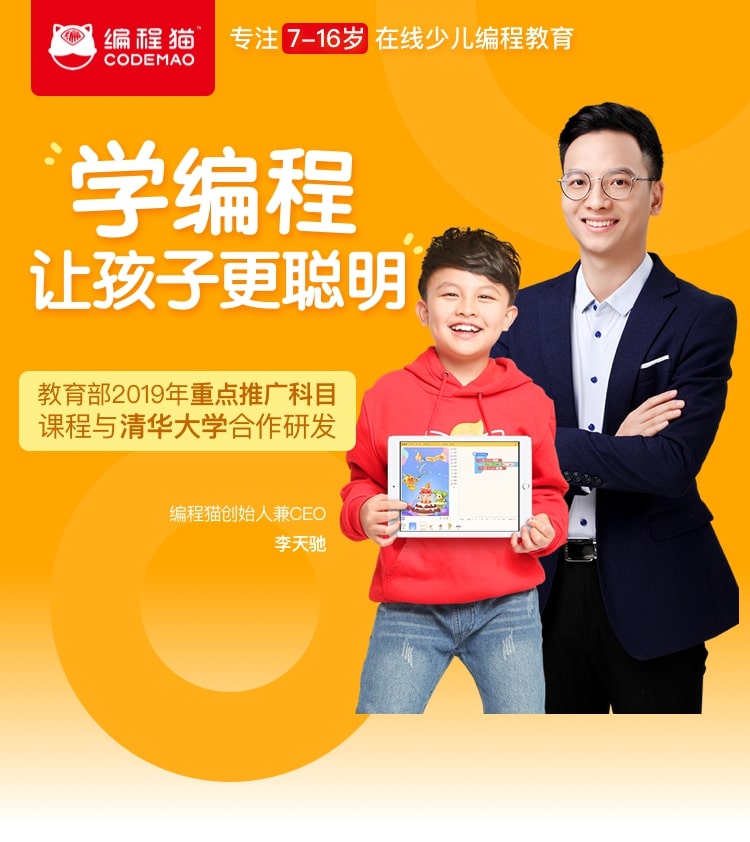 编程猫
CODEMAO
专注 7-16岁 在线少儿编程教育
学编程
让孩子更聪明
教育部2019年重点推广科目
课程与清华大学合作研发
编程猫创始人兼CEO
李天驰